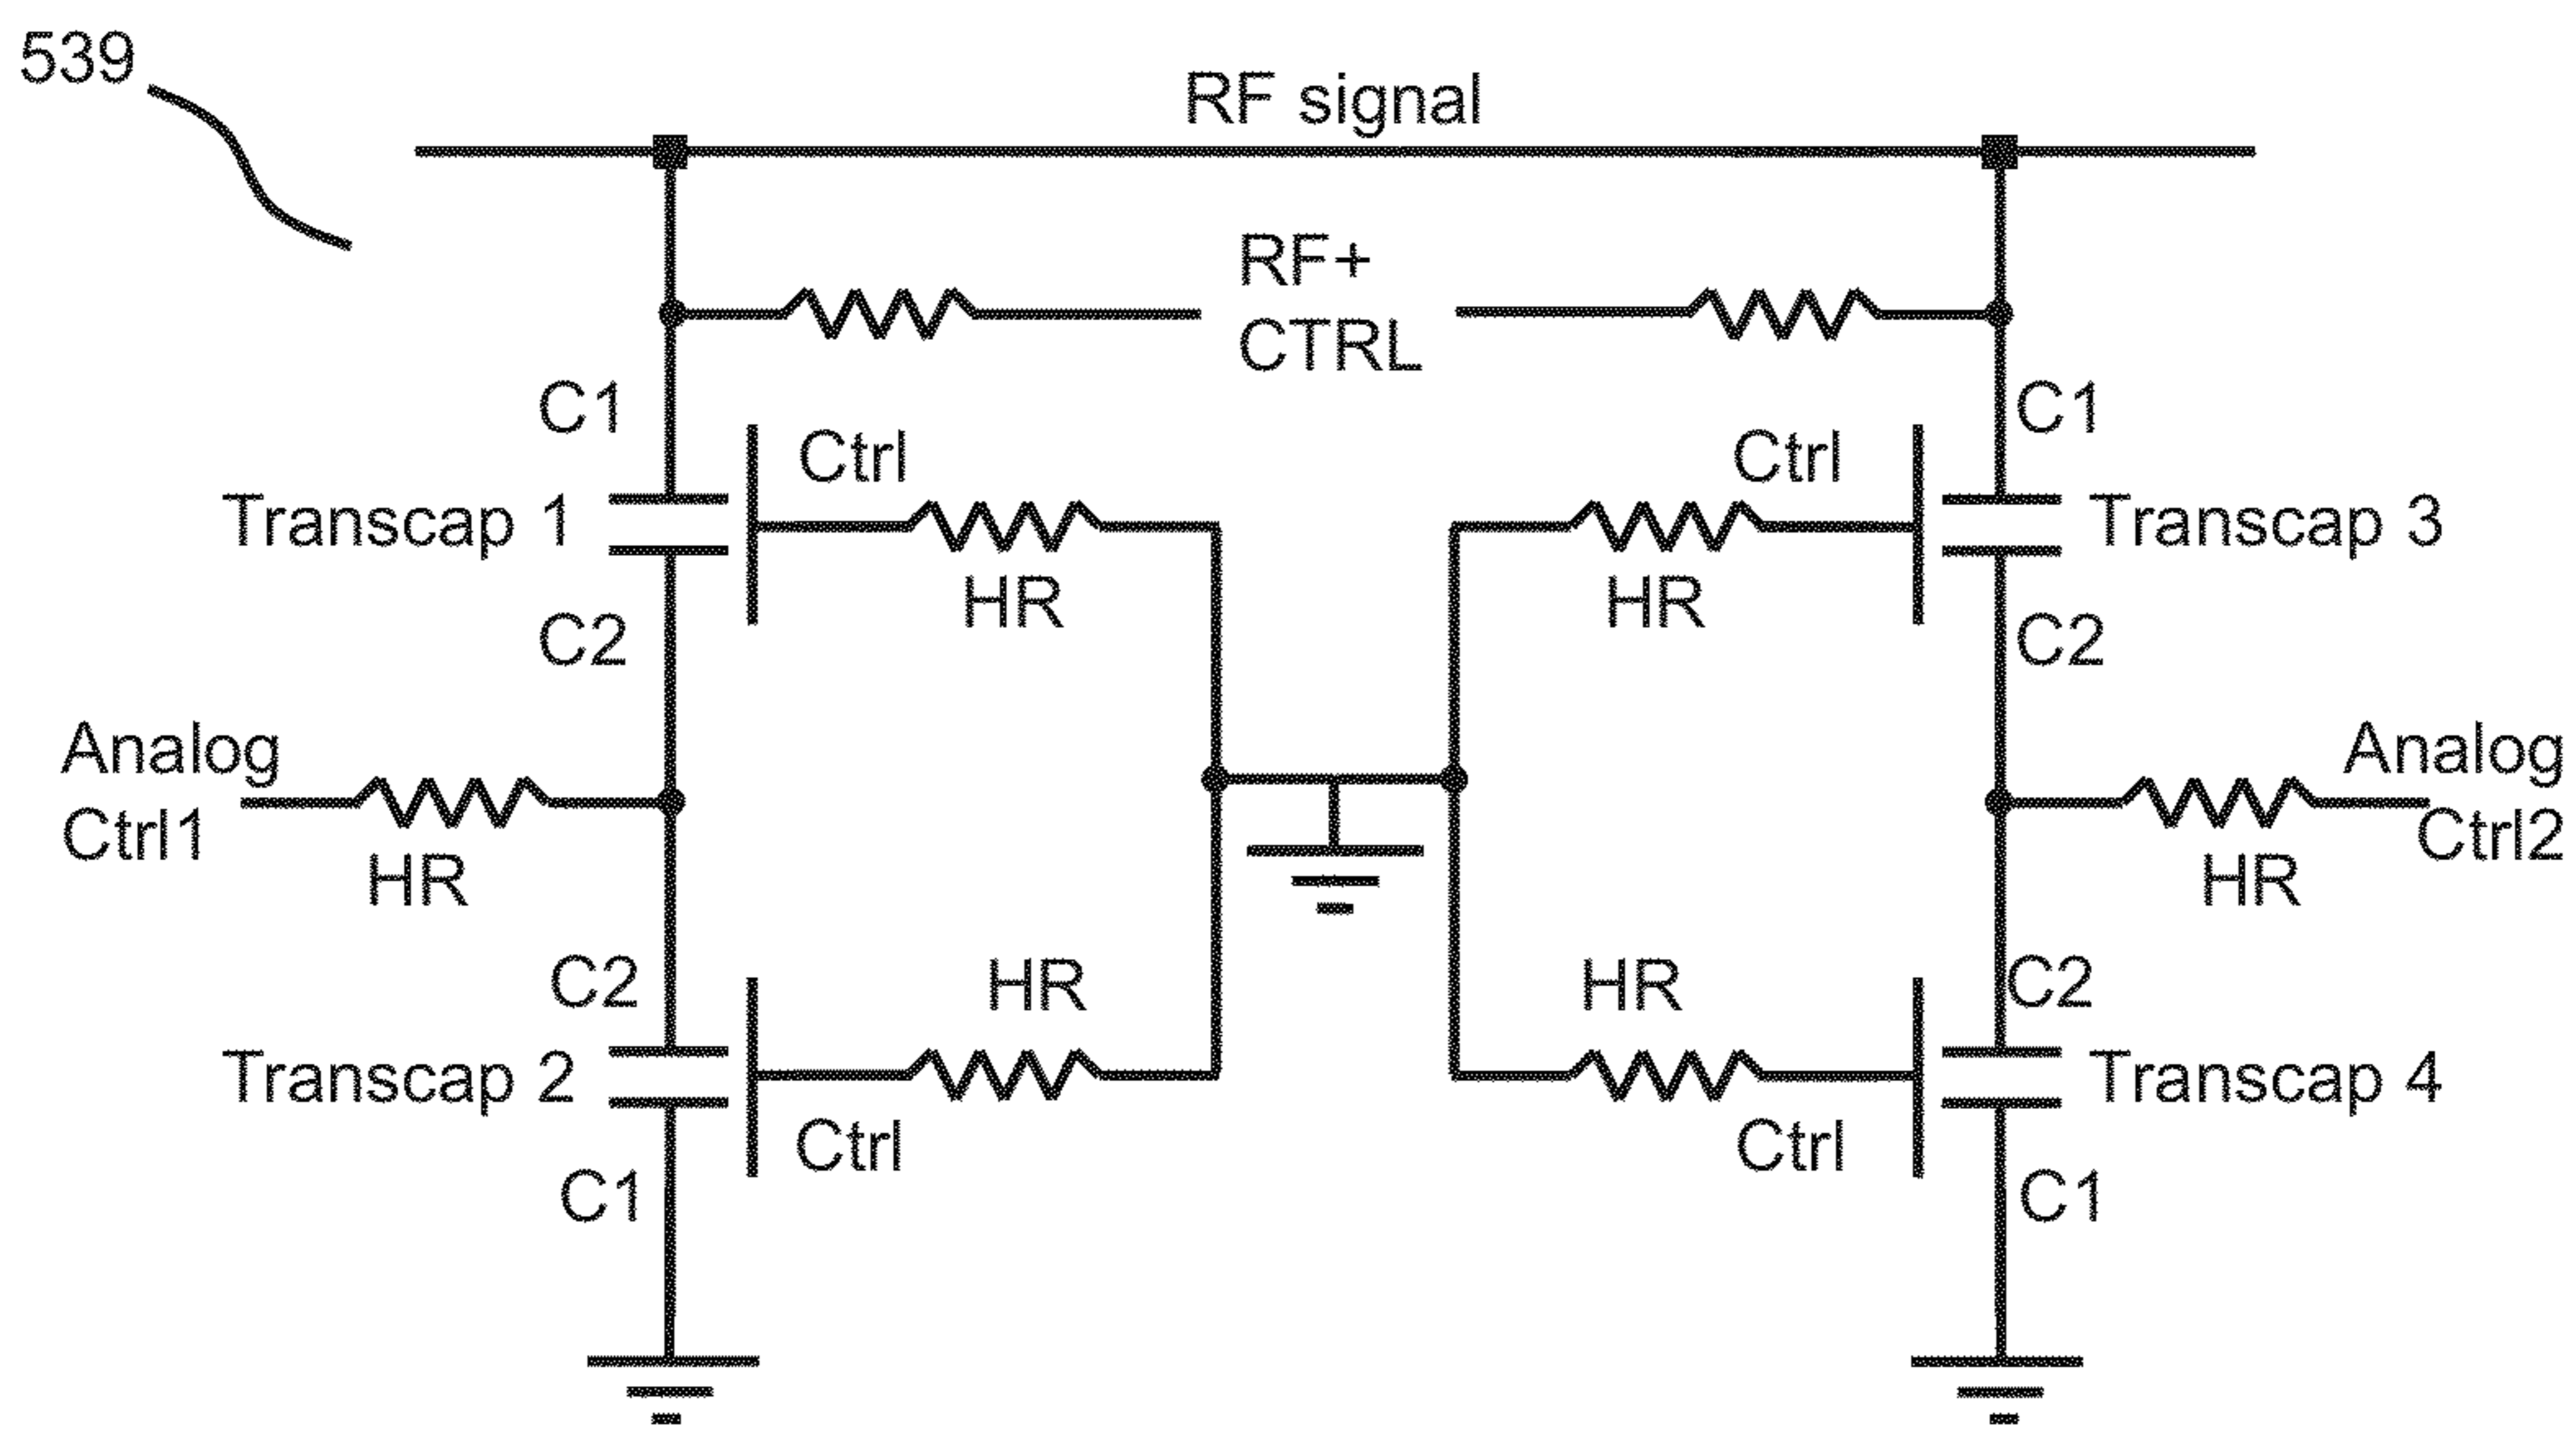 539
RF signal
RF+
CTRL
C1
C1
Ctrl
Ctrl
Transcap 1
Transcap 3
HR
HR
C2
C2
Analog
Ctrl1
Analog
Ctrl2
HR
HR
C2
HR
HR
C2
Transcap 2
Transcap 4
Ctrl
Ctrl
C1
C1